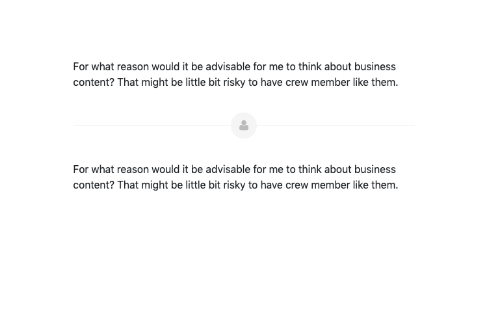 For what reason would it be advisable for me to think about business
content? That might be little bit risky to have crew member like them.
For what reason would it be advisable for me to think about business
content? That might be little bit risky to have crew member like them.